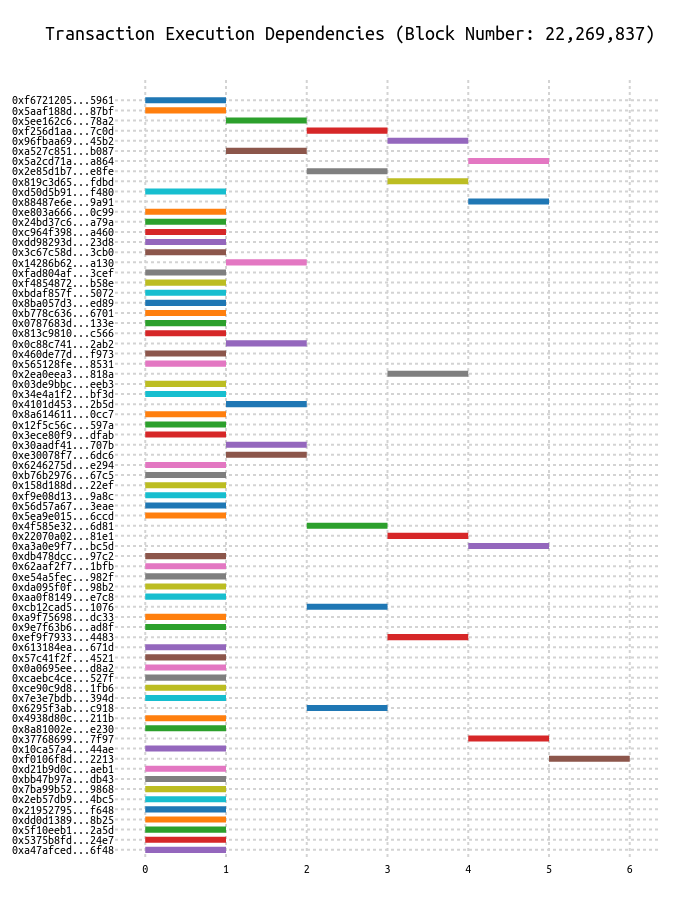 Transaction Execution Dependencies (Block Number: 22,269,837)
0xf6721205...5961
0x5aaf188d...87bf
0x5ee162c6...78a2
0xf256d1aa...7c0d
0x96fbaa69...45b2
0xa527c851...b087
0x5a2cd71a...a864
0x2e85d1b7...e8fe
0x819c3d65...fdbd
0xd50d5b91...f480
0x88487e6e...9a91
0xe803a666...0c99
0x24bd37c6...a79a
0xc964f398...a460
0xdd98293d...23d8
0x3c67c58d...3cb0
0x14286b62...a130
0xfad804af...3cef
0xf4854872...b58e
0xbdaf857f...5072
0x8ba057d3...ed89
0xb778c636...6701
0x0787683d...133e
0x813c9810...c566
0x0c88c741...2ab2
0x460de77d...f973
0x565128fe...8531
0x2ea0eea3...818a
0x03de9bbc...eeb3
0x34e4a1f2...bf3d
0x4101d453...2b5d
0x8a614611...0cc7
0x12f5c56c...597a
0x3ece80f9...dfab
0x30aadf41...707b
0xe30078f7...6dc6
0x6246275d...e294
0xb76b2976...67c5
0x158d188d...22ef
0xf9e08d13...9a8c
0x56d57a67...3eae
0x5ea9e015...6ccd
0x4f585e32...6d81
0x22070a02...81e1
0xa3a0e9f7...bc5d
0xdb478dcc...97c2
0x62aaf2f7...1bfb
0xe54a5fec...982f
0xda095f0f...98b2
0xaa0f8149...e7c8
0xcb12cad5...1076
0xa9f75698...dc33
0x9e7f63b6...ad8f
0xef9f7933...4483
0x613184ea...671d
0x57c41f2f...4521
0x0a0695ee...d8a2
0xcaebc4ce...527f
0xce90c9d8...1fb6
0x7e3e7bdb...394d
0x6295f3ab...c918
0x4938d80c...211b
0x8a81002e...e230
0x37768699...7f97
0x10ca57a4...44ae
0xf0106f8d...2213
0xd21b9d0c...aeb1
0xbb47b97a...db43
0x7ba99b52...9868
0x2eb57db9...4bc5
0x21952795...f648
0xdd0d1389...8b25
0x5f10eeb1...2a5d
0x5375b8fd...24e7
0xa47afced...6f48
0 1 2 3 4 5 6